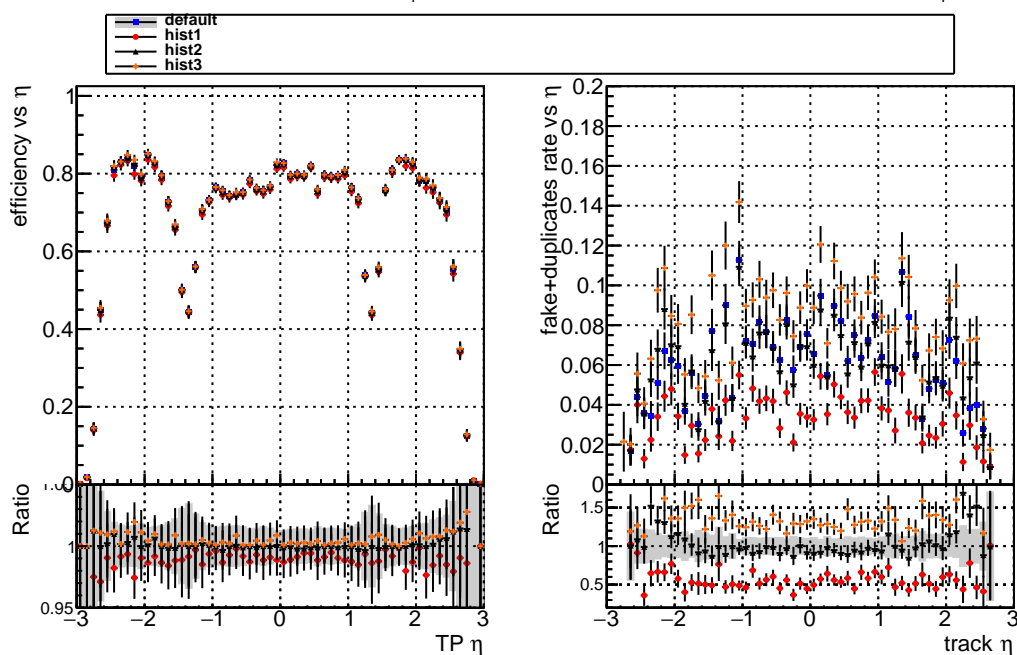 default
hist1
hist2
hist3
efficiency vs η
1
0.8
0.6
0.4
0.2
0
Ratio
1
0.95
−3 −2 −1 0 1 2 3
TP η
fake+duplicates rate vs η
0.2
0.18
0.16
0.14
0.12
0.1
0.08
0.06
0.04
0.02
0
Ratio
1.5
1
0.5
−3 −2 −1 0 1 2 3
track η